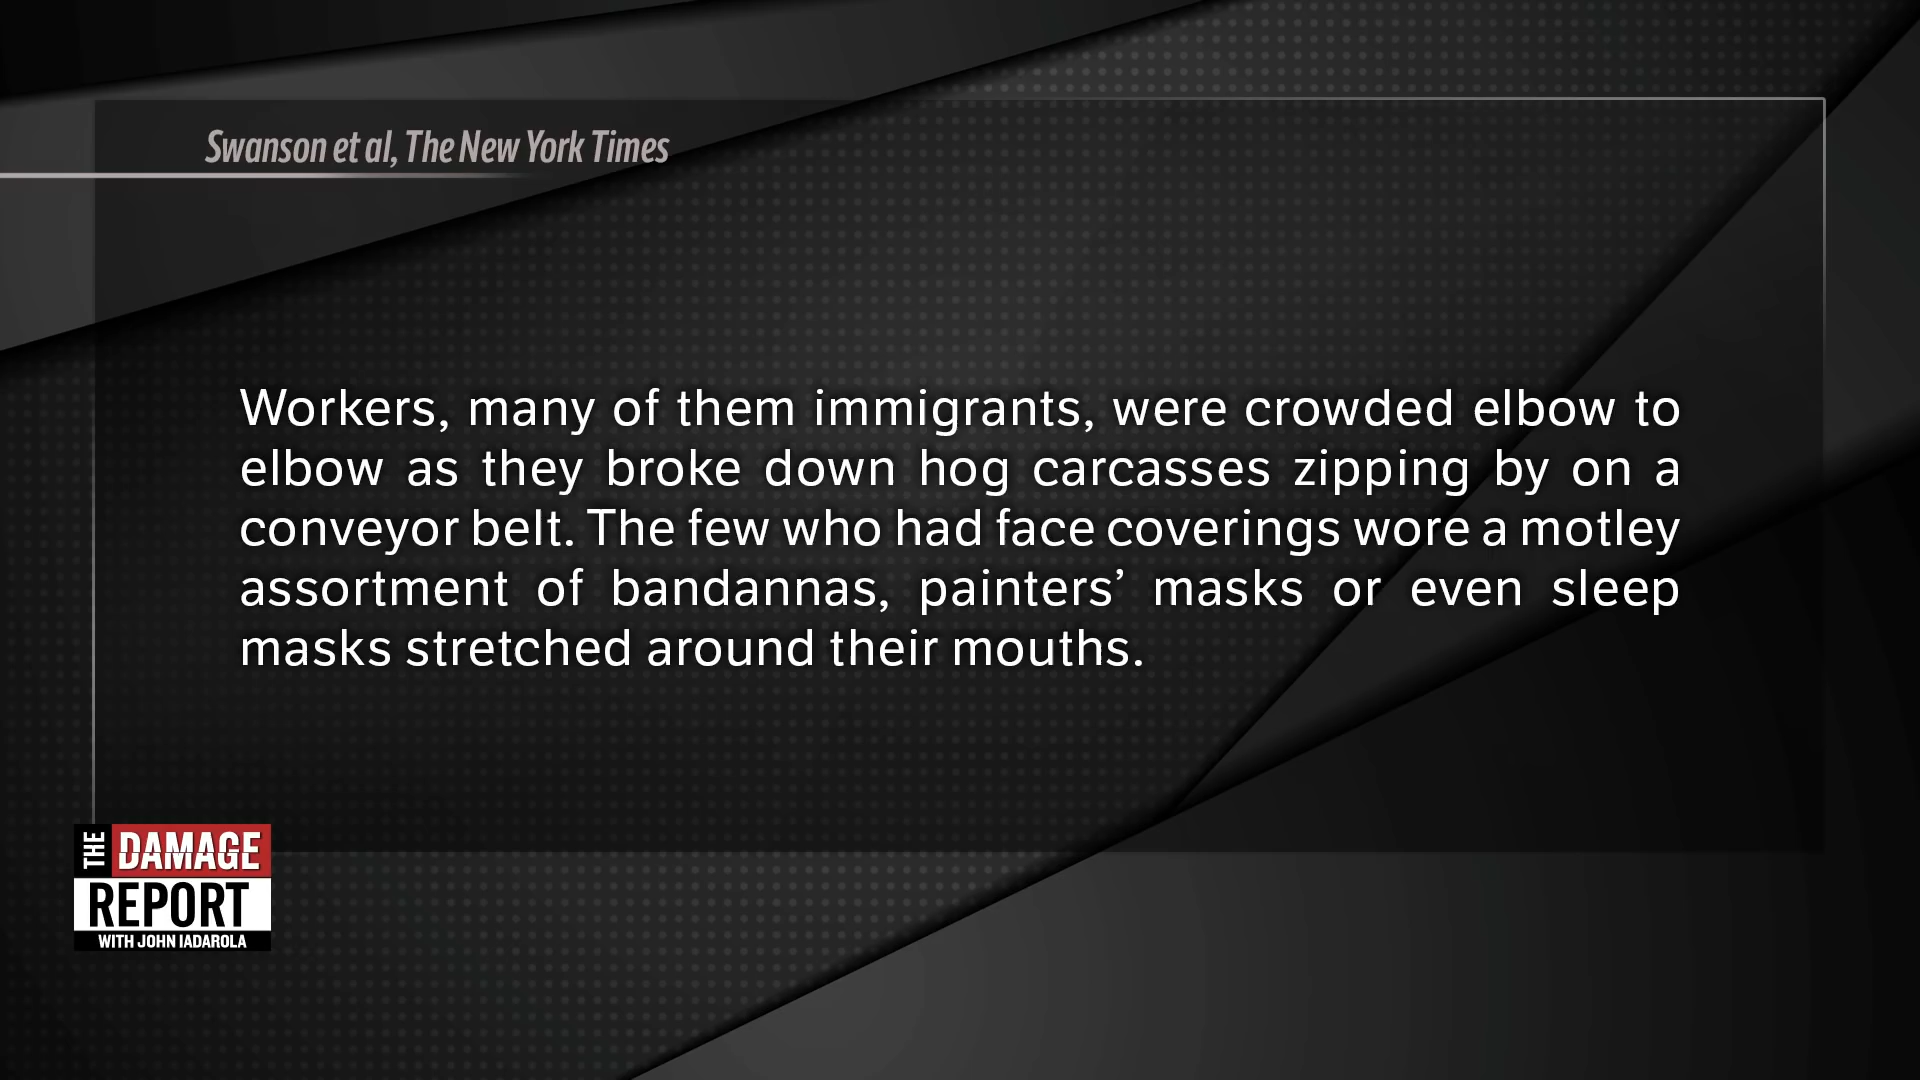 Swanson et al, The New York Times
Workers, many of them immigrants, were crowded elbow to
elbow as they broke down hog carcasses zipping by on a
conveyor belt. The few who had face coverings wore a motley
assortment of bandannas, painters’ masks or even sleep
masks stretched around their mouths.
THE DAMAGE
REPORT
WITH JOHN IADAROLA